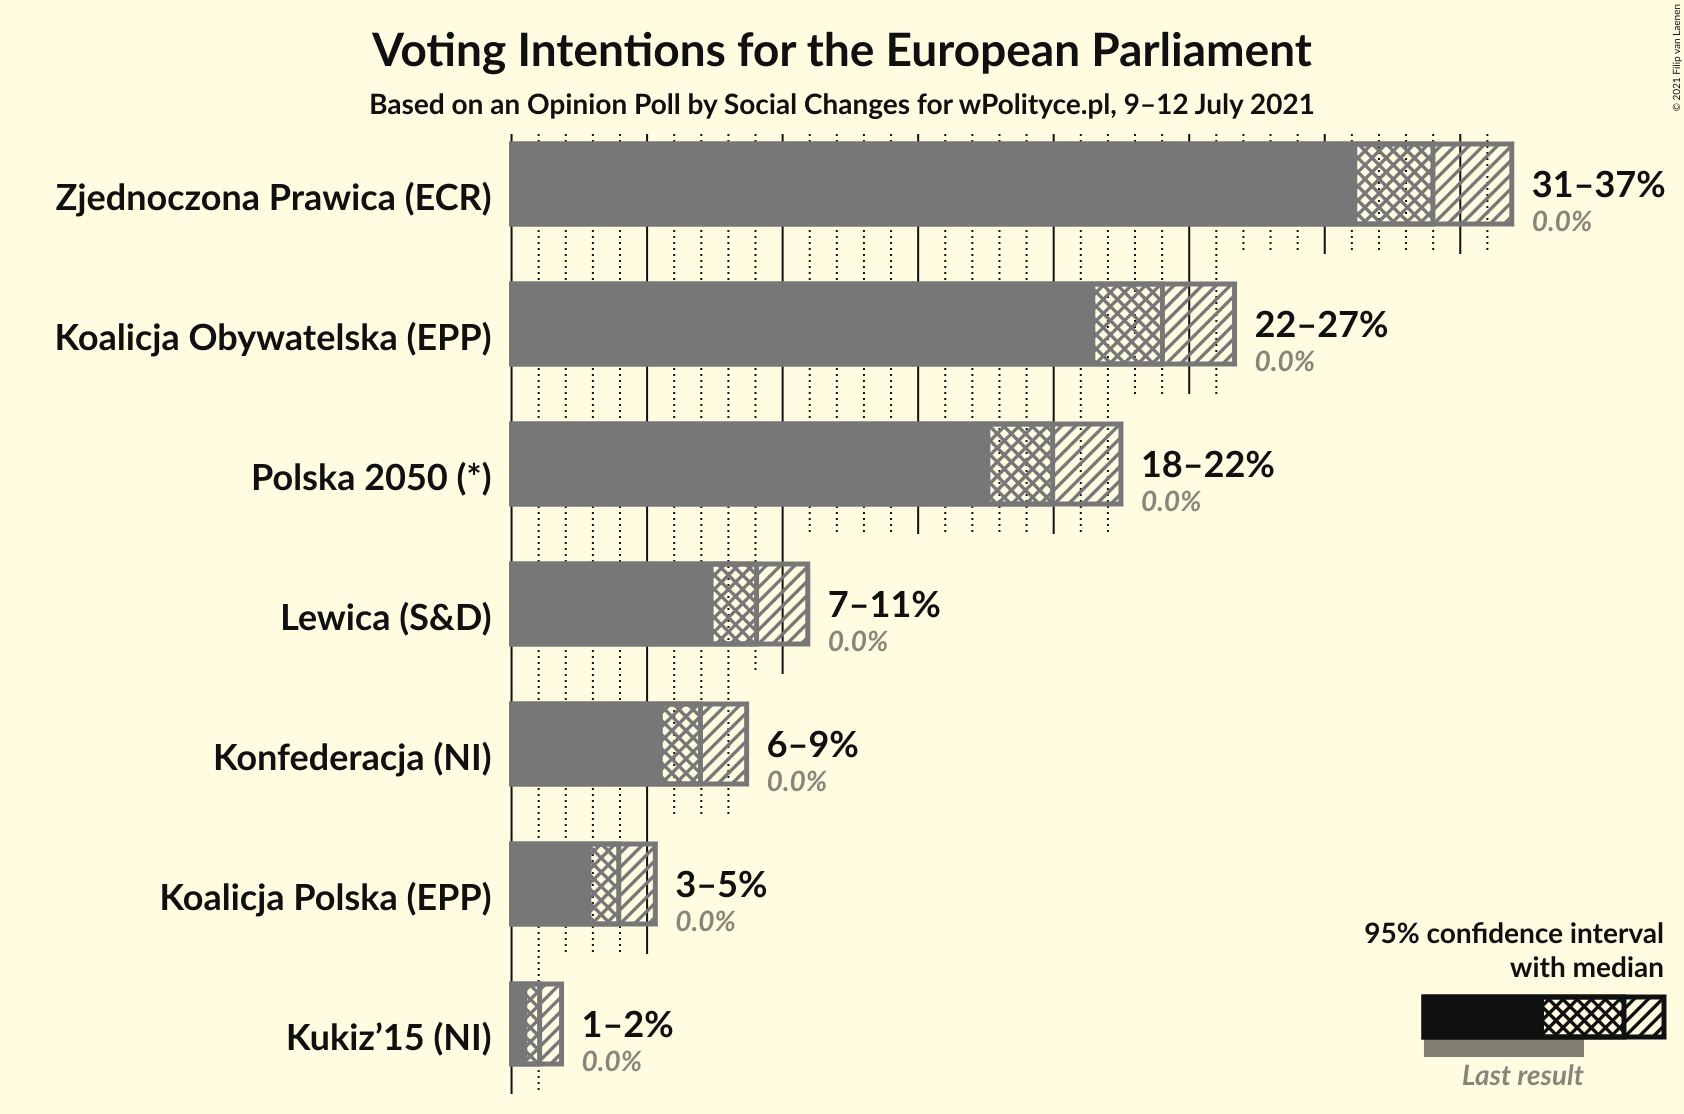 Voting Intentions for the European Parliament
Based on an Opinion Poll by Social Changes for wPolityce.pl, 9–12 July 2021
© 2021 Filip van Laenen
Zjednoczona Prawica (ECR)
31–37%
0.0%
Koalicja Obywatelska (EPP)
22–27%
0.0%
Polska 2050 (*)
18–22%
0.0%
Lewica (S&D)
7–11%
0.0%
Konfederacja (NI)
6–9%
0.0%
Koalicja Polska (EPP)
3–5%
0.0%
Kukiz’15 (NI)
1–2%
0.0%
95% confidence interval
with median
Last result